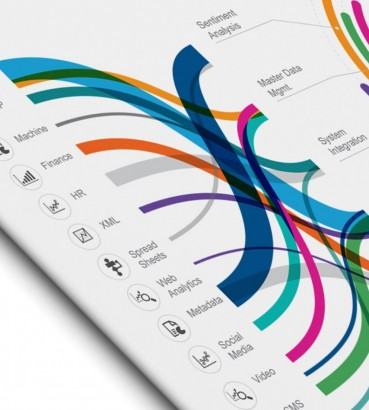 Sentiment
Analysis
Master Data
Mgmt.
System
Integration
Machine
Finance
HR
XML
Spread
Sheets
Web
Analytics
Metadata
Social
Media
Video
CMS